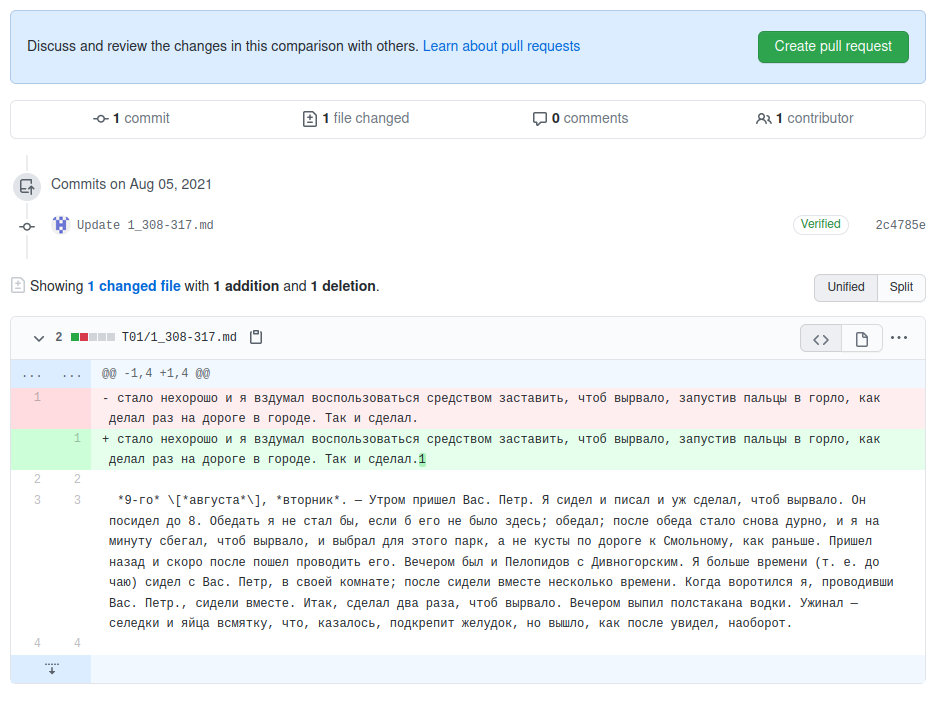 Discuss and review the changes in this comparison with others. Learn about pull requests
Create pull request
1 commit
1 file changed
0 comments
1 contributor
Commits on Aug 05, 2021
Update 1_308-317.md
Verified
2c4785e
Showing 1 changed file with 1 addition and 1 deletion.
Unified
Split
2
T01/1_308-317.md
... ... @@ -1,4 +1,4 @@
1 - стало нехорошо и я вздумал воспользоваться средством заставить, чтоб вырвало, запустив пальцы в горло, как
делал раз на дороге в городе. Так и сделал.
1 + стало нехорошо и я вздумал воспользоваться средством заставить, чтоб вырвало, запустив пальцы в горло, как
делал раз на дороге в городе. Так и сделал.1
2 2
3 3 *9-го* \[*августа*\], *вторник*. — Утром пришел Вас. Петр. Я сидел и писал и уж сделал, чтоб вырвало. Он
посидел до 8. Обедать я не стал бы, если б его не было здесь; обедал; после обеда стало снова дурно, и я на
минуту сбегал, чтоб вырвало, и выбрал для этого парк, а не кусты по дороге к Смольному, как раньше. Пришел
назад и скоро после пошел проводить его. Вечером был и Пелопидов с Дивногорским. Я больше времени (т. е. до
чаю) сидел с Вас. Петр, в своей комнате; после сидели вместе несколько времени. Когда воротился я, проводивши
Вас. Петр., сидели вместе. Итак, сделал два раза, чтоб вырвало. Вечером выпил полстакана водки. Ужинал —
селедки и яйца всмятку, что, казалось, подкрепит желудок, но вышло, как после увидел, наоборот.
4 4